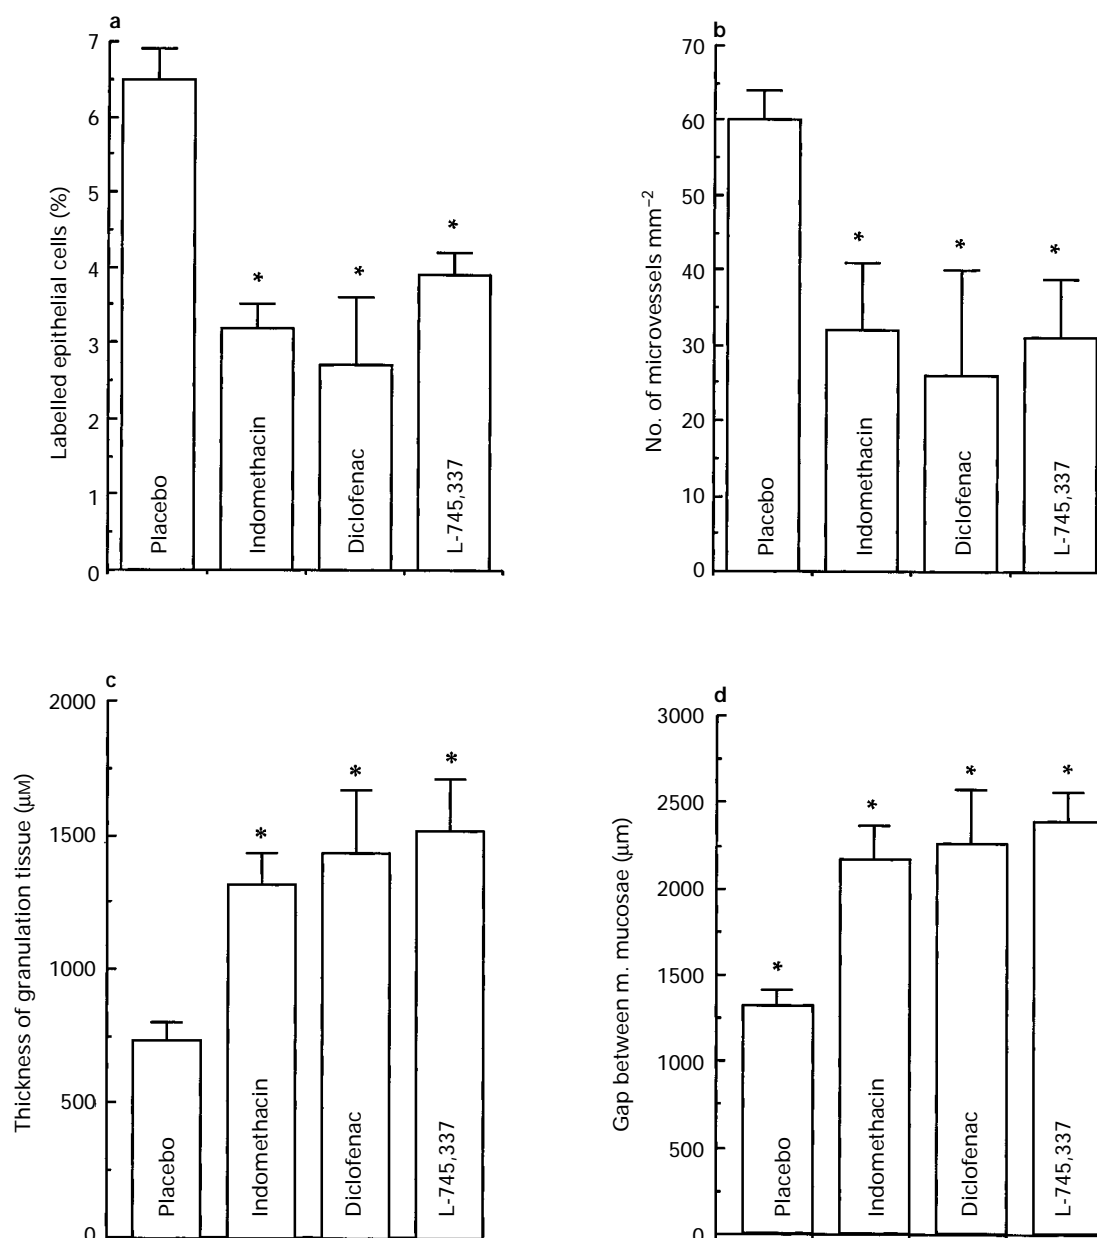 a
7
6
5
4
3
2
1
0
Labelled epithelial cells (%)
*
*
*
Placebo
Indomethacin
Diclofenac
L-745,337
b
70
60
50
40
30
20
10
0
No. of microvessels mm⁻²
*
*
*
Placebo
Indomethacin
Diclofenac
L-745,337
c
2000
1500
1000
500
0
Thickness of granulation tissue (μM)
*
*
*
Placebo
Indomethacin
Diclofenac
L-745,337
d
3000
2500
2000
1500
1000
500
0
Gap between m. mucosae (μm)
*
*
*
*
Placebo
Indomethacin
Diclofenac
L-745,337